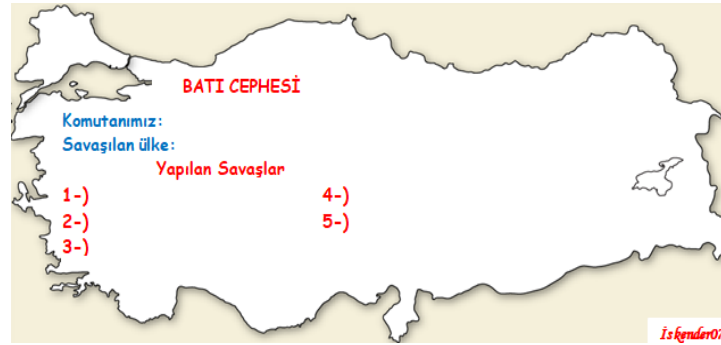 BATI CEPHESİ
Komutanımız:
Savaşılan ülke:
Yapılan Savaşlar
1-)
2-)
3-)
4-)
5-)
İskender07